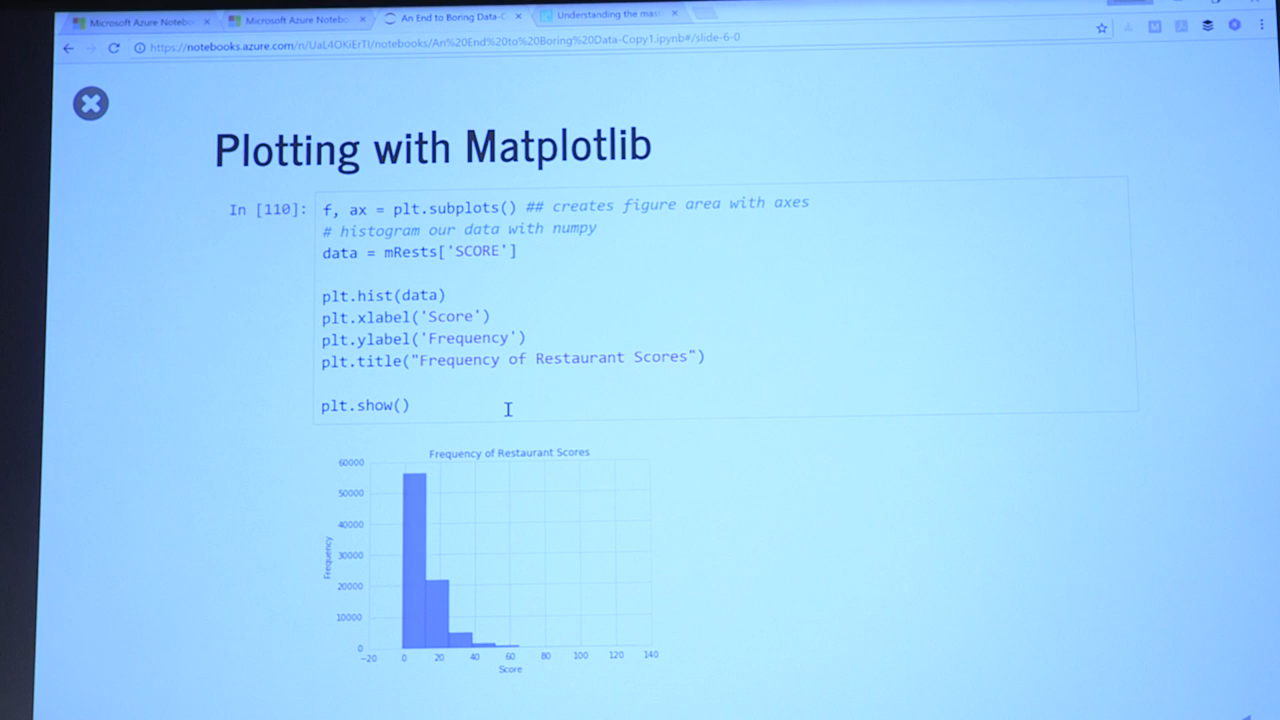 Microsoft Azure Notebo
Microsoft Azure Notebo
An End to Boring Data-C
Understanding the mas
https://notebooks.azure.com/n/UaL4OKiErTI/notebooks/An%20End%20to%20Boring%20Data-Copy1.ipynb#/slide-6-0
Plotting with Matplotlib
In [110]:
f, ax = plt.subplots() ## creates figure area with axes
# histogram our data with numpy
data = mRests['SCORE']
plt.hist(data)
plt.xlabel('Score')
plt.ylabel('Frequency')
plt.title("Frequency of Restaurant Scores")
plt.show()
Frequency of Restaurant Scores
60000
50000
40000
30000
20000
10000
0
Frequency
−20 0 20 40 60 80 100 120 140
Score